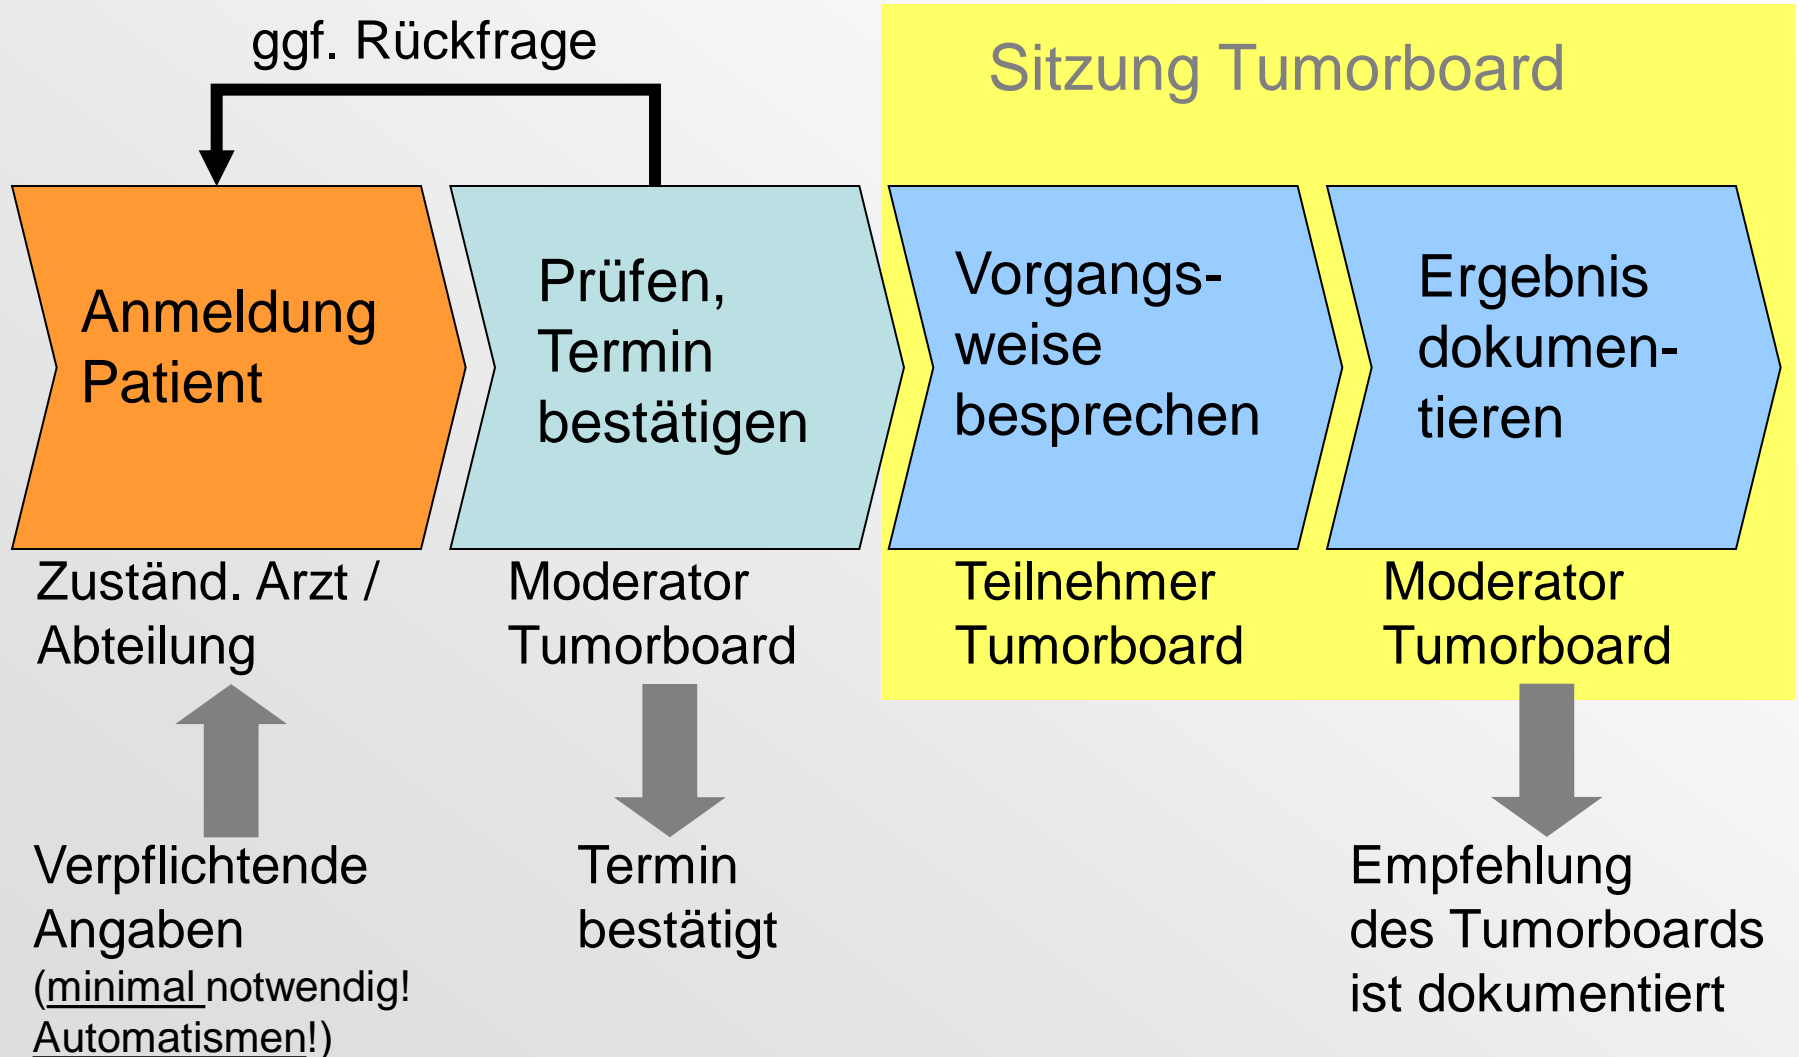 ggf. Rückfrage
Sitzung Tumorboard
Anmeldung
Patient
Prüfen,
Termin
bestätigen
Vorgangs-
weise
besprechen
Ergebnis
dokumen-
tieren
Zuständ. Arzt /
Abteilung
Moderator
Tumorboard
Teilnehmer
Tumorboard
Moderator
Tumorboard
Verpflichtende
Angaben
(minimal notwendig!
Automatismen!)
Termin
bestätigt
Empfehlung
des Tumorboards
ist dokumentiert